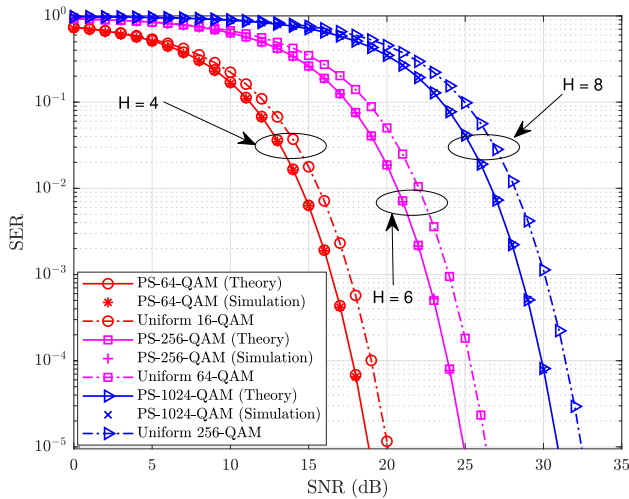 10^0
10^-1
10^-2
10^-3
10^-4
10^-5
SER
H = 4
H = 8
H = 6
PS-64-QAM (Theory)
PS-64-QAM (Simulation)
Uniform 16-QAM
PS-256-QAM (Theory)
PS-256-QAM (Simulation)
Uniform 64-QAM
PS-1024-QAM (Theory)
PS-1024-QAM (Simulation)
Uniform 256-QAM
0 5 10 15 20 25 30 35
SNR (dB)